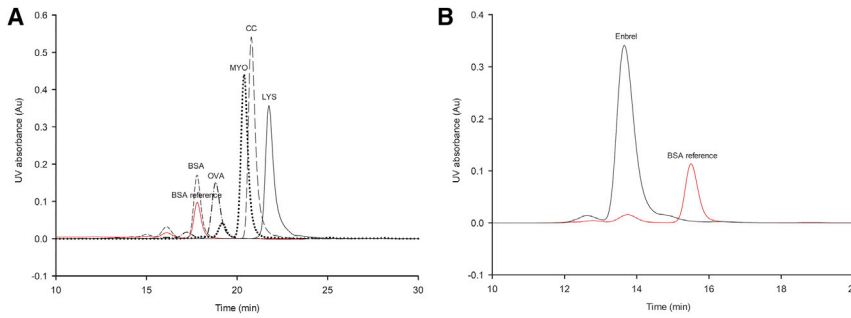 A
CC
MYO
LYS
BSA
OVA
BSA reference
UV absorbance (Au)
0.6
0.5
0.4
0.3
0.2
0.1
0.0
-0.1
10 15 20 25 30
Time (min)
B
Enbrel
BSA reference
UV absorbance (Au)
0.4
0.3
0.2
0.1
0.0
-0.1
10 12 14 16 18 20
Time (min)